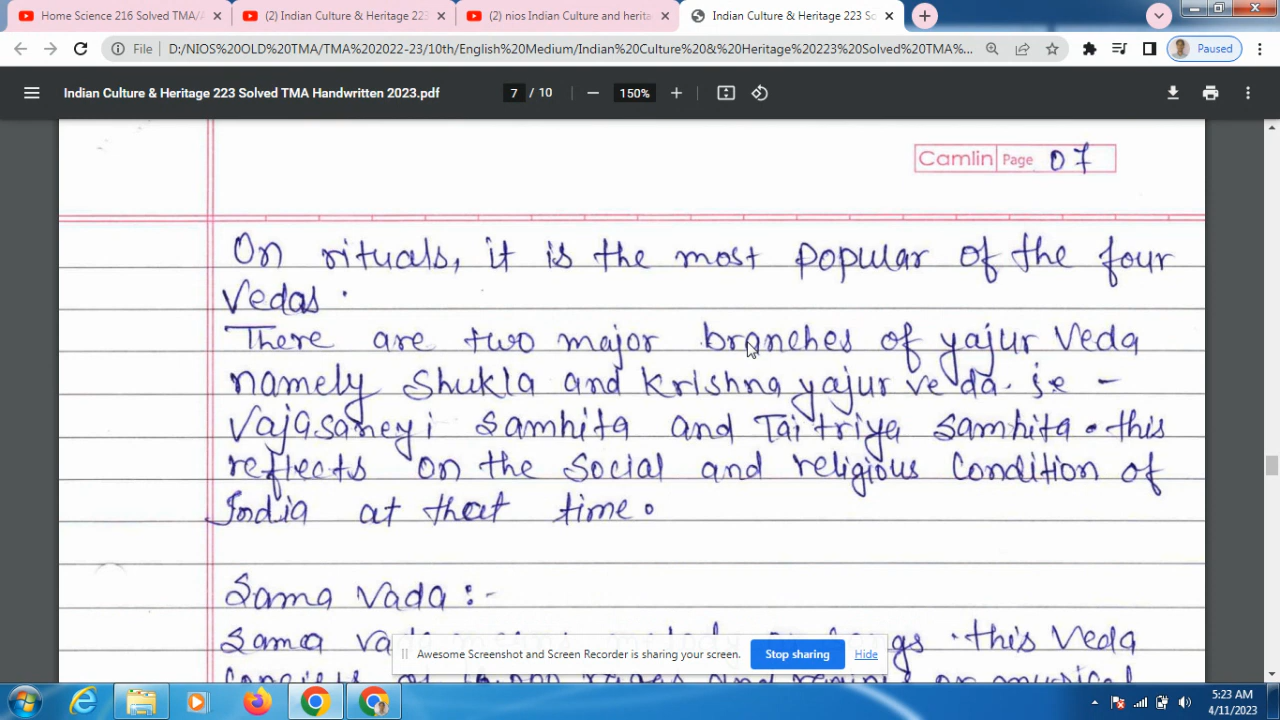 Home Science 216 Solved TMA/A
(2) Indian Culture & Heritage 223
(2) Nios Indian culture and herita
Indian Culture & Heritage 223 So
File D:/NIOS%20OLD%20TMA/TMA%202022-23/10th/English%20Medium/Indian%20Culture%20&%20Heritage%20223%20Solved%20TMA%...
Paused
Indian Culture & Heritage 223 Solved TMA Handwritten 2023.pdf
7 / 10
150%
Camlin Page 07
On rituals, it is the most popular of the four
Vedas.
There are two major branches of yajur Veda
namely Shukla and Krishna yajur veda. i.e -
Vajasaneyi Samhita and Taitriya Samhita. this
reflects on the Social and religious Condition of
India at that time.
Sama Vada :-
Sama gs. this Veda
Awesome Screenshot and Screen Recorder is sharing your screen.
Stop sharing
Hide
5:23 AM
4/11/2023